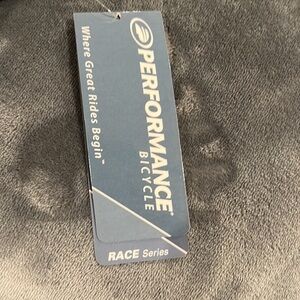 PERFORMANCE®
BICYCLE
Where Great Rides Begin™
RACE Series